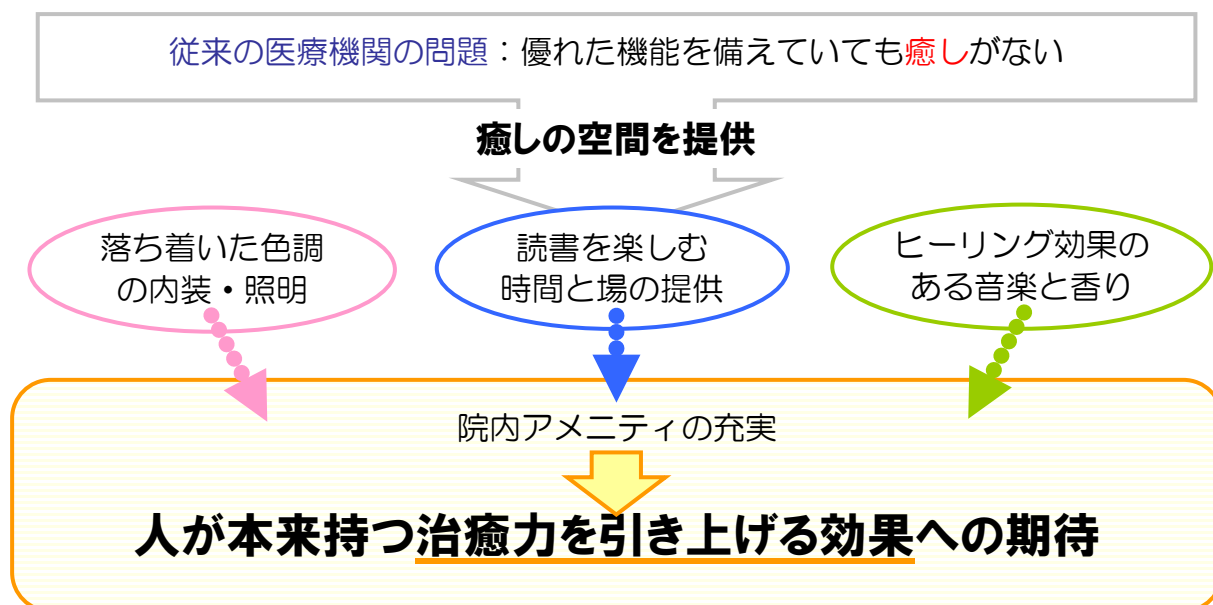 従来の医療機関の問題：優れた機能を備えていても癒しがない
癒しの空間を提供
落ち着いた色調
の内装・照明
読書を楽しむ
時間と場の提供
ヒーリング効果の
ある音楽と香り
院内アメニティの充実
人が本来持つ治癒力を引き上げる効果への期待